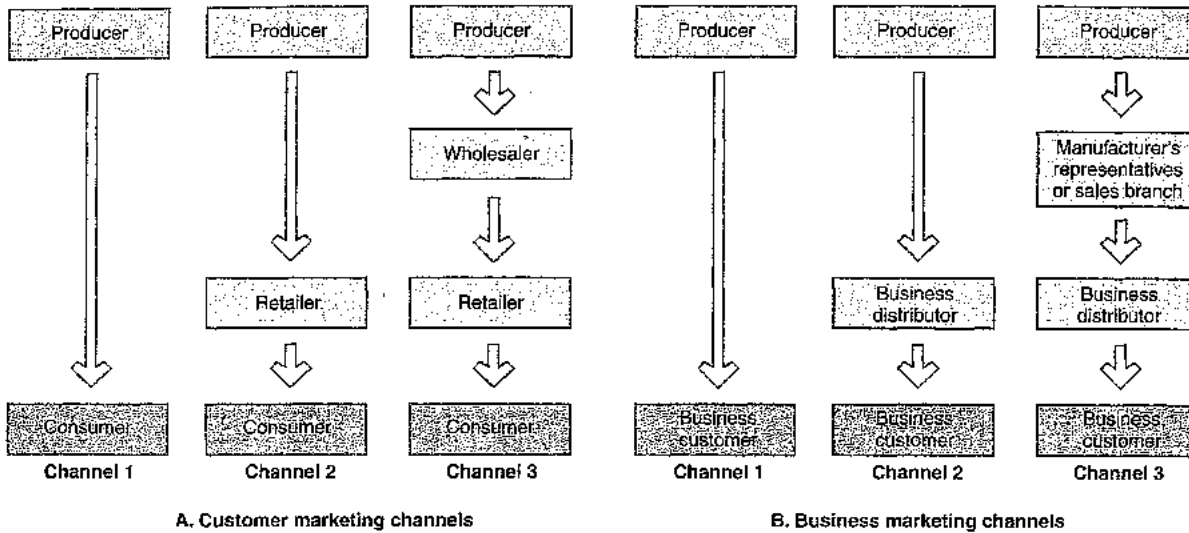 Producer
Producer
Producer
Wholesaler
Retailer
Retailer
Consumer
Consumer
Consumer
Channel 1
Channel 2
Channel 3
A. Customer marketing channels
Producer
Producer
Producer
Manufacturer's
representatives
or sales branch
Business
distributor
Business
distributor
Business
customer
Business
customer
Business
customer
Channel 1
Channel 2
Channel 3
B. Business marketing channels